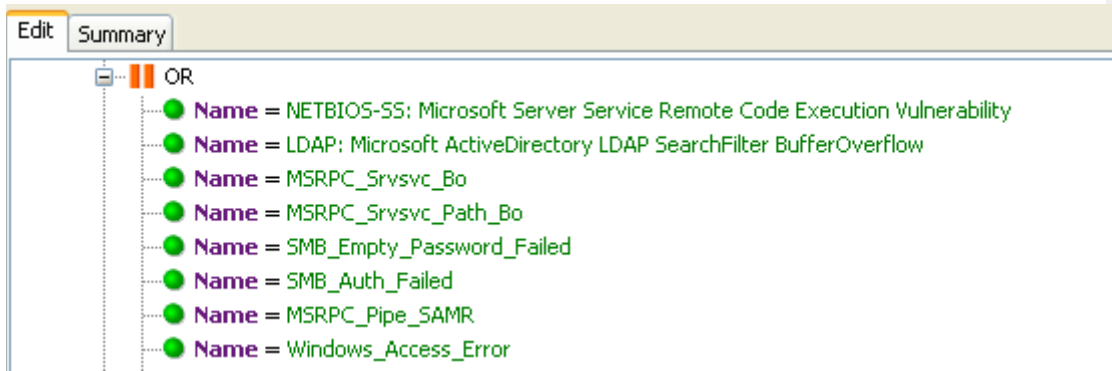 Edit Summary
OR
Name = NETBIOS-SS: Microsoft Server Service Remote Code Execution Vulnerability
Name = LDAP: Microsoft ActiveDirectory LDAP SearchFilter BufferOverflow
Name = MSRPC_Srvsvc_Bo
Name = MSRPC_Srvsvc_Path_Bo
Name = SMB_Empty_Password_Failed
Name = SMB_Auth_Failed
Name = MSRPC_Pipe_SAMR
Name = Windows_Access_Error